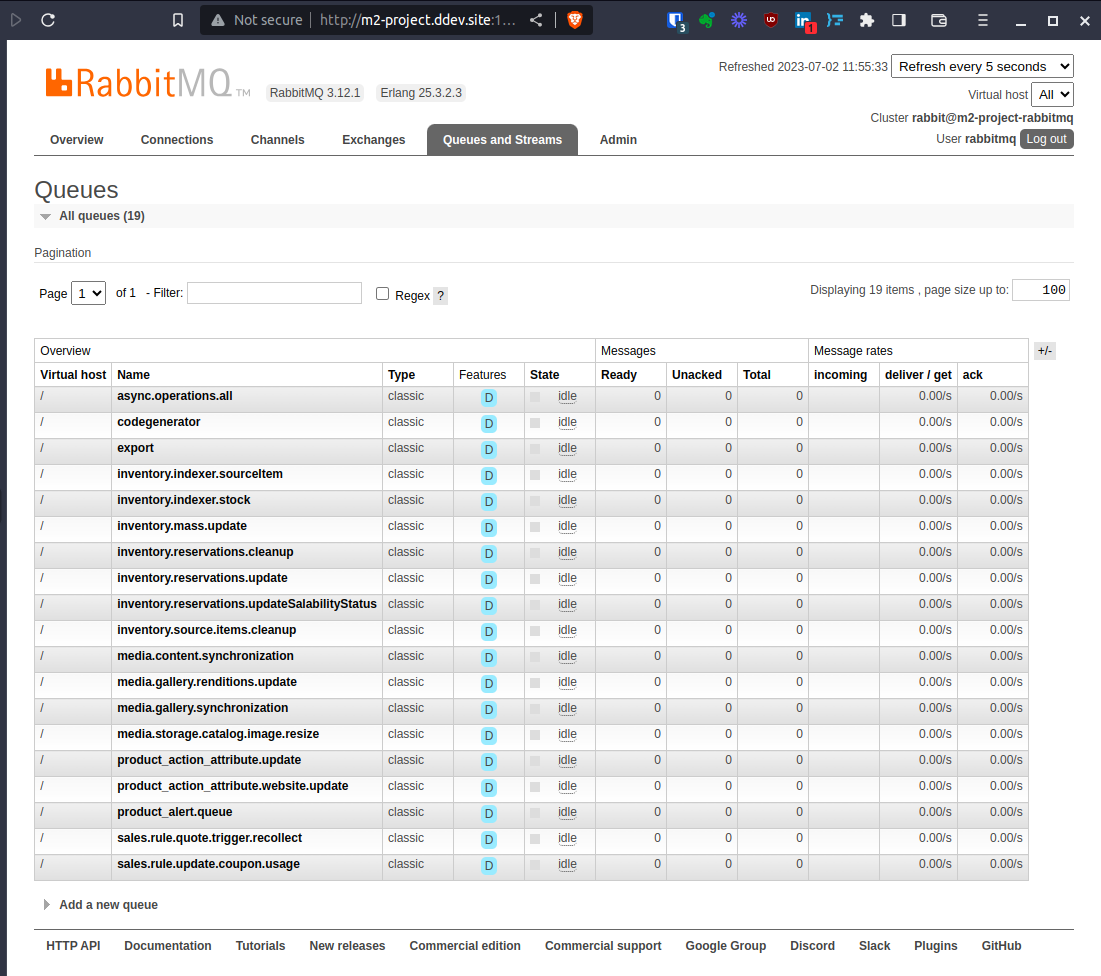 Not secure http://m2-project.ddev.site:1...
3
1
RabbitMQ TM RabbitMQ 3.12.1 Erlang 25.3.2.3
Refreshed 2023-07-02 11:55:33 Refresh every 5 seconds
Virtual host All
Cluster rabbit@m2-project-rabbitmq
User rabbitmq Log out
Overview Connections Channels Exchanges Queues and Streams Admin
Queues
All queues (19)
Pagination
Page 1 of 1 - Filter: Regex ? Displaying 19 items , page size up to: 100
Overview Messages Message rates +/-
Virtual host Name Type Features State Ready Unacked Total incoming deliver / get ack
/ async.operations.all classic D idle 0 0 0 0.00/s 0.00/s
/ codegenerator classic D idle 0 0 0 0.00/s 0.00/s
/ export classic D idle 0 0 0 0.00/s 0.00/s
/ inventory.indexer.sourceItem classic D idle 0 0 0 0.00/s 0.00/s
/ inventory.indexer.stock classic D idle 0 0 0 0.00/s 0.00/s
/ inventory.mass.update classic D idle 0 0 0 0.00/s 0.00/s
/ inventory.reservations.cleanup classic D idle 0 0 0 0.00/s 0.00/s
/ inventory.reservations.update classic D idle 0 0 0 0.00/s 0.00/s
/ inventory.reservations.updateSalabilityStatus classic D idle 0 0 0 0.00/s 0.00/s
/ inventory.source.items.cleanup classic D idle 0 0 0 0.00/s 0.00/s
/ media.content.synchronization classic D idle 0 0 0 0.00/s 0.00/s
/ media.gallery.renditions.update classic D idle 0 0 0 0.00/s 0.00/s
/ media.gallery.synchronization classic D idle 0 0 0 0.00/s 0.00/s
/ media.storage.catalog.image.resize classic D idle 0 0 0 0.00/s 0.00/s
/ product_action_attribute.update classic D idle 0 0 0 0.00/s 0.00/s
/ product_action_attribute.website.update classic D idle 0 0 0 0.00/s 0.00/s
/ product_alert.queue classic D idle 0 0 0 0.00/s 0.00/s
/ sales.rule.quote.trigger.recollect classic D idle 0 0 0 0.00/s 0.00/s
/ sales.rule.update.coupon.usage classic D idle 0 0 0 0.00/s 0.00/s
Add a new queue
HTTP API Documentation Tutorials New releases Commercial edition Commercial support Google Group Discord Slack Plugins GitHub